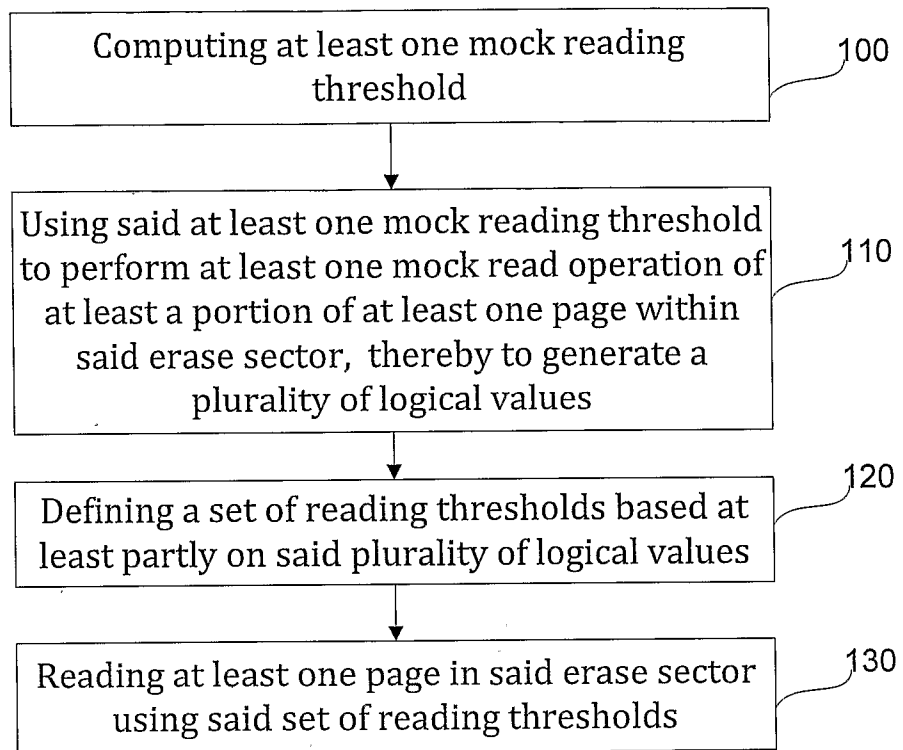 Computing at least one mock reading
threshold
100
Using said at least one mock reading threshold
to perform at least one mock read operation of
at least a portion of at least one page within
said erase sector, thereby to generate a
plurality of logical values
110
Defining a set of reading thresholds based at
least partly on said plurality of logical values
120
Reading at least one page in said erase sector
using said set of reading thresholds
130